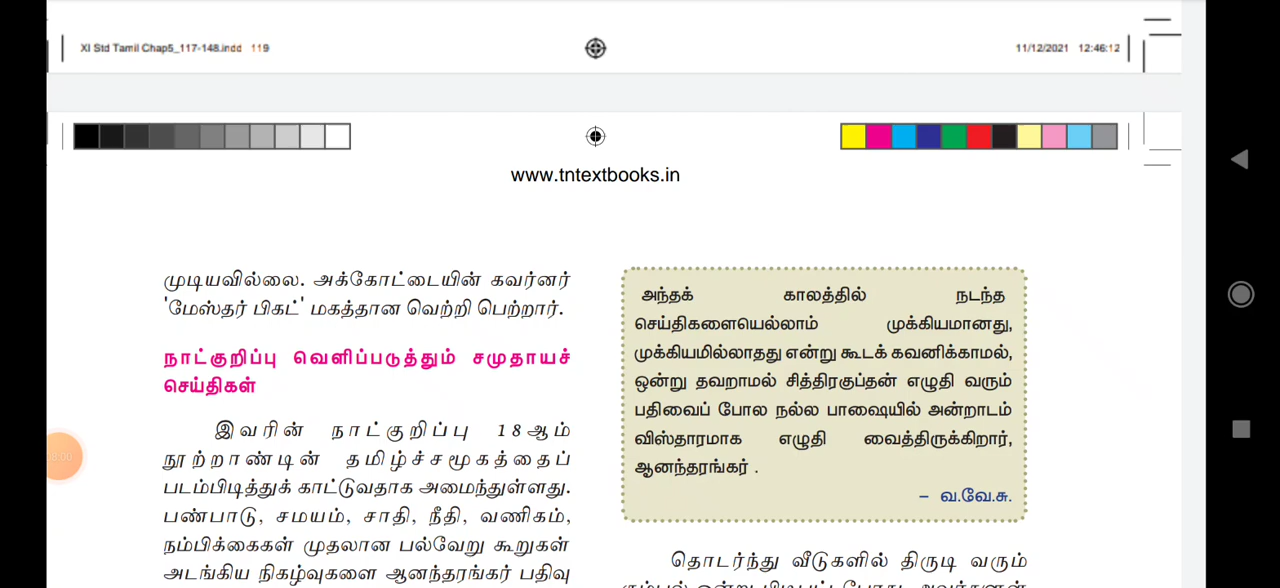 XI Std Tamil Chap5_117-148.indd 119
11/12/2021 12:46:12
www.tntextbooks.in
முடியவில்லை. அக்கோட்டையின் கவர்னர்
'மேஸ்தர் பிகட்' மகத்தான வெற்றி பெற்றார்.
நாட்குறிப்பு வெளிப்படுத்தும் சமுதாயச்
செய்திகள்
இவரின் நாட்குறிப்பு 18ஆம்
நூற்றாண்டின் தமிழ்ச்சமூகத்தைப்
படம்பிடித்துக் காட்டுவதாக அமைந்துள்ளது.
பண்பாடு, சமயம், சாதி, நீதி, வணிகம்,
நம்பிக்கைகள் முதலான பல்வேறு கூறுகள்
அடங்கிய நிகழ்வுகளை ஆனந்தரங்கர் பதிவு
அந்தக் காலத்தில் நடந்த
செய்திகளையெல்லாம் முக்கியமானது,
முக்கியமில்லாதது என்று கூடக் கவனிக்காமல்,
ஒன்று தவறாமல் சித்திரகுப்தன் எழுதி வரும்
பதிவைப் போல நல்ல பாஷையில் அன்றாடம்
விஸ்தாரமாக எழுதி வைத்திருக்கிறார்,
ஆனந்தரங்கர் .
– வ.வே.சு.
தொடர்ந்து வீடுகளில் திருடி வரும்